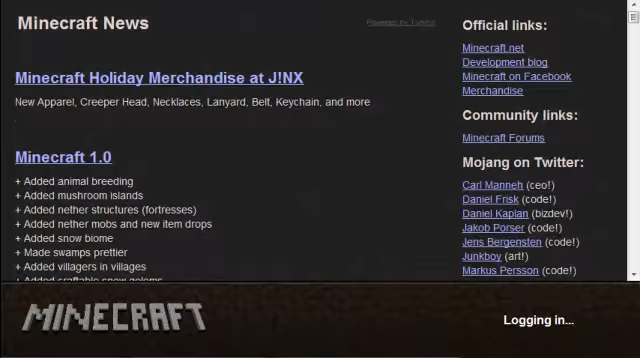 Minecraft News
Powered by Tumblr
Minecraft Holiday Merchandise at J!NX
New Apparel, Creeper Head, Necklaces, Lanyard, Belt, Keychain, and more
Minecraft 1.0
+ Added animal breeding
+ Added mushroom islands
+ Added nether structures (fortresses)
+ Added nether mobs and new item drops
+ Added snow biome
+ Made swamps prettier
+ Added villagers in villages
+ Added craftable snow golems
Official links:
Minecraft.net
Development blog
Minecraft on Facebook
Merchandise
Community links:
Minecraft Forums
Mojang on Twitter:
Carl Manneh (ceo!)
Daniel Frisk (code!)
Daniel Kaplan (bizdev!)
Jakob Porser (code!)
Jens Bergensten (code!)
Junkboy (art!)
Markus Persson (code!)
MINECRAFT
Logging in...